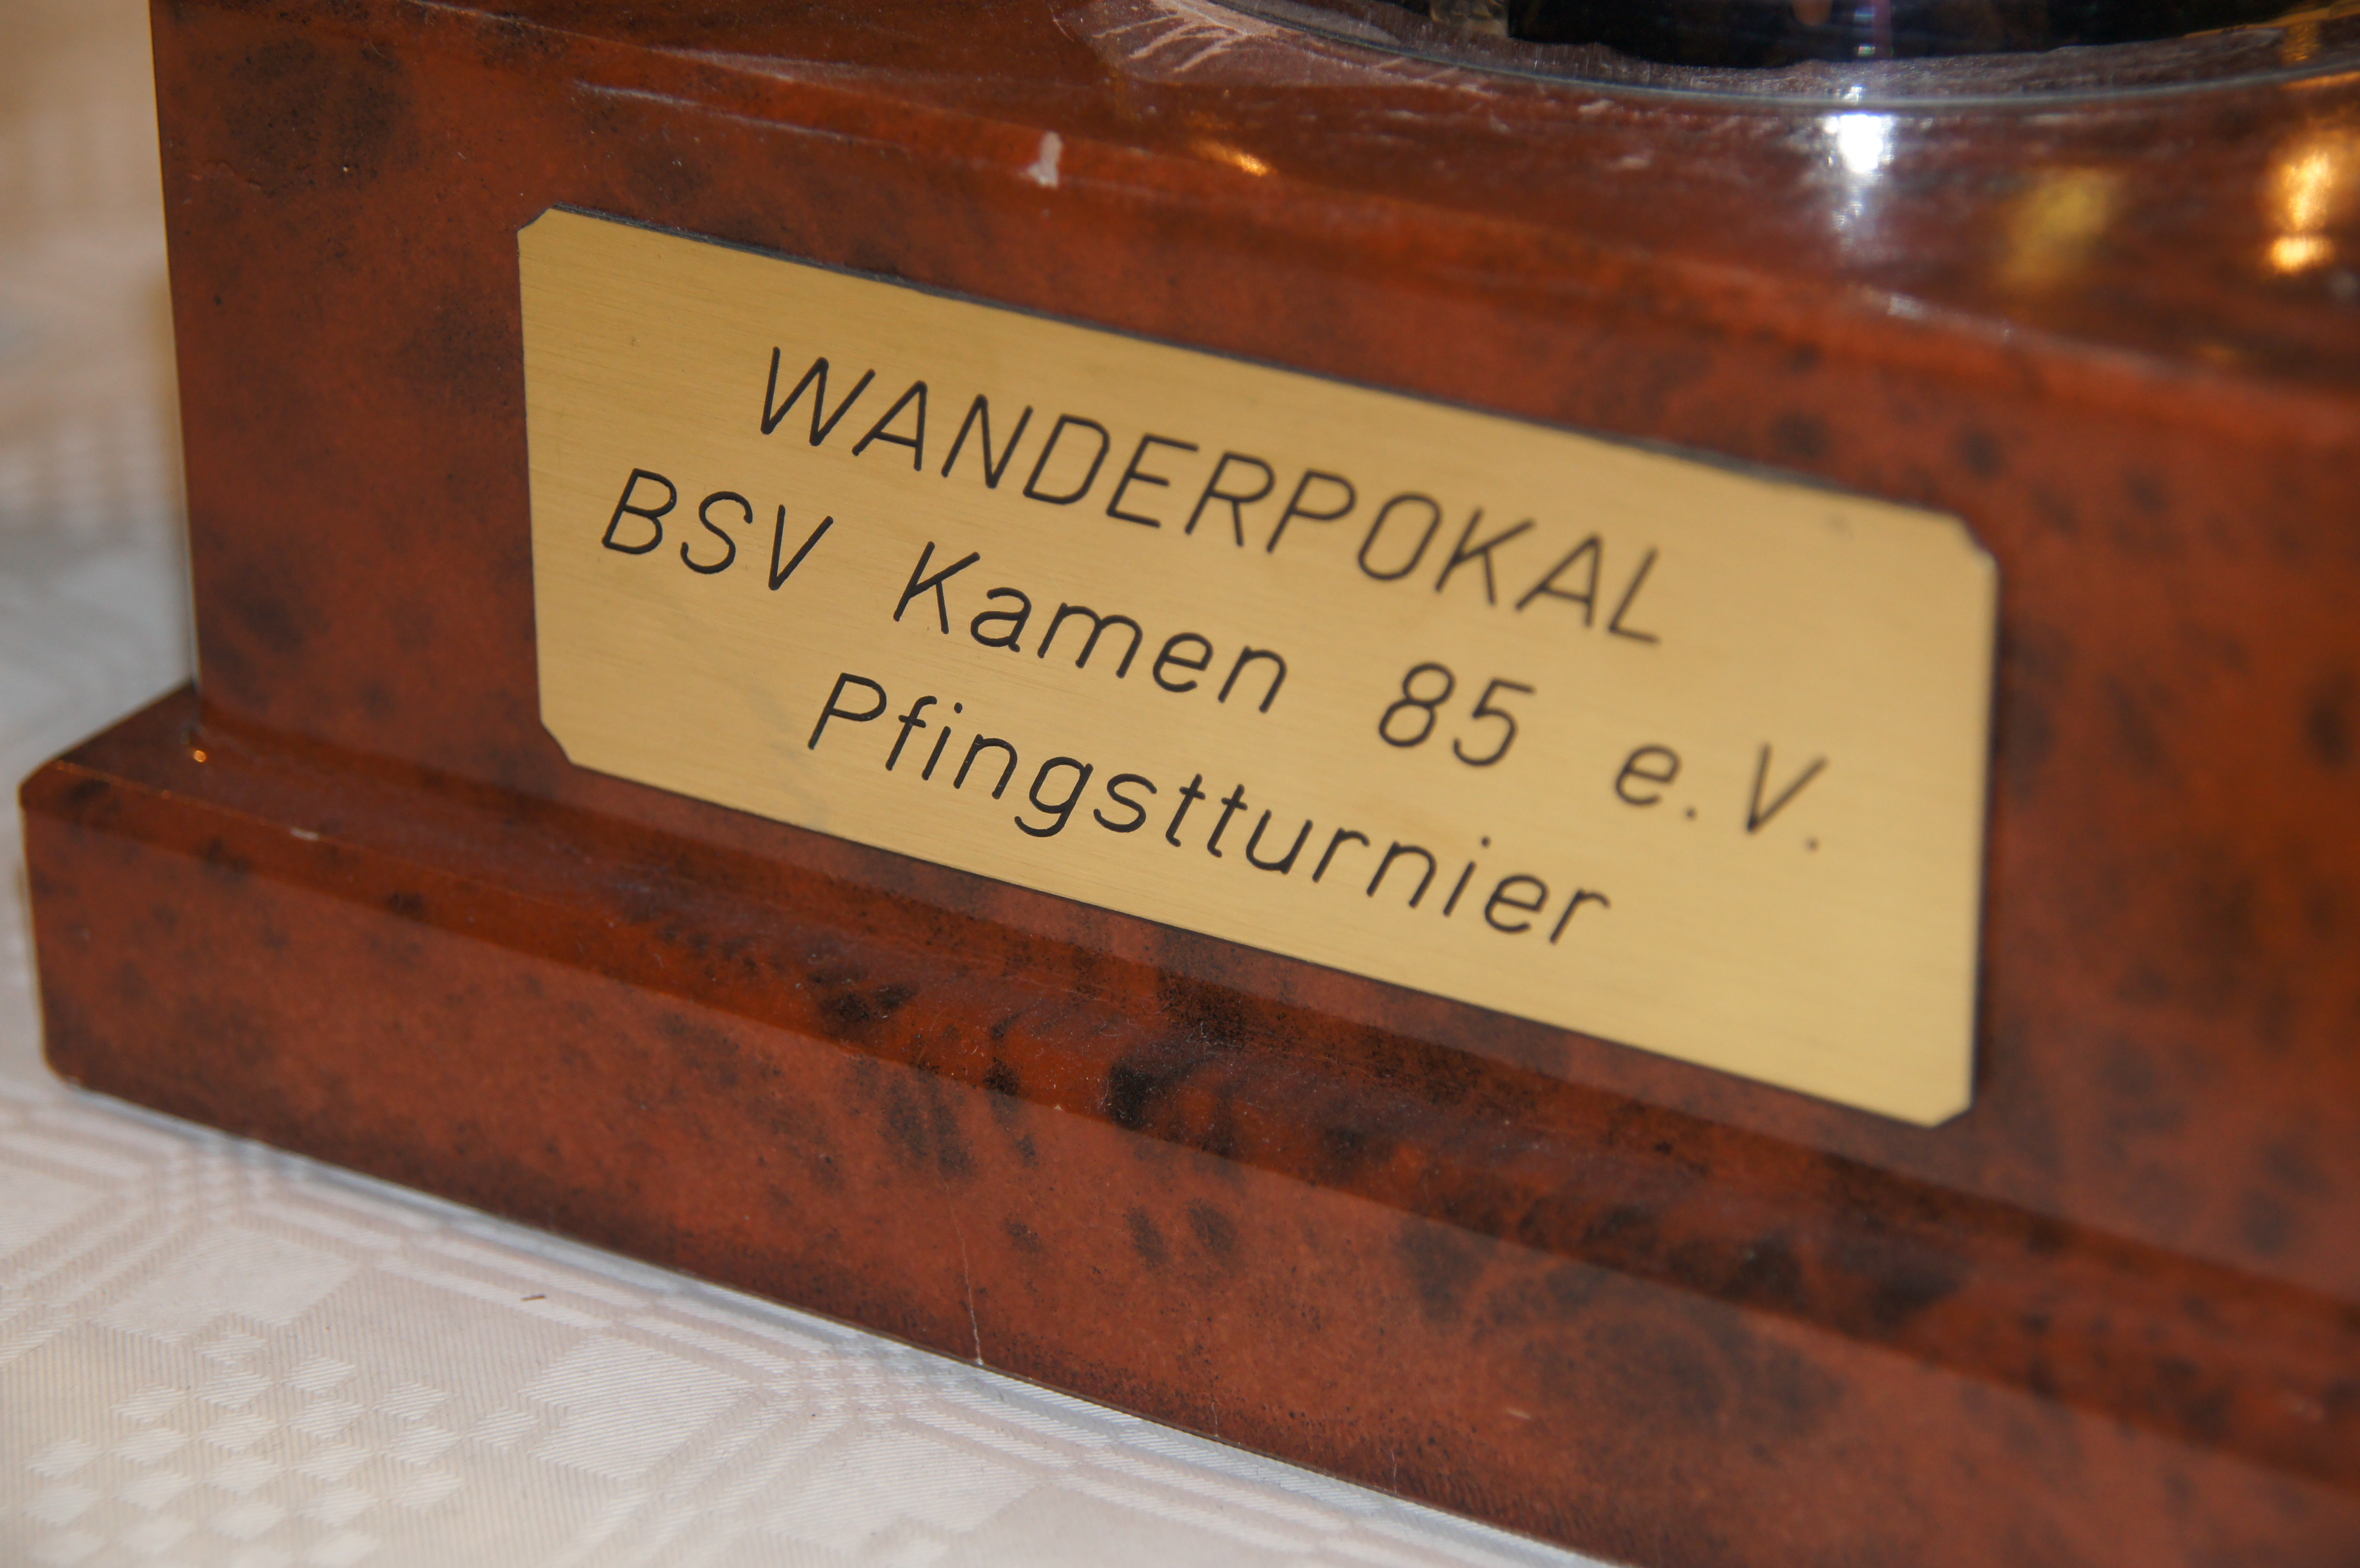 WANDERPOKAL
BSV Kamen 85 e.V.
Pfingstturnier